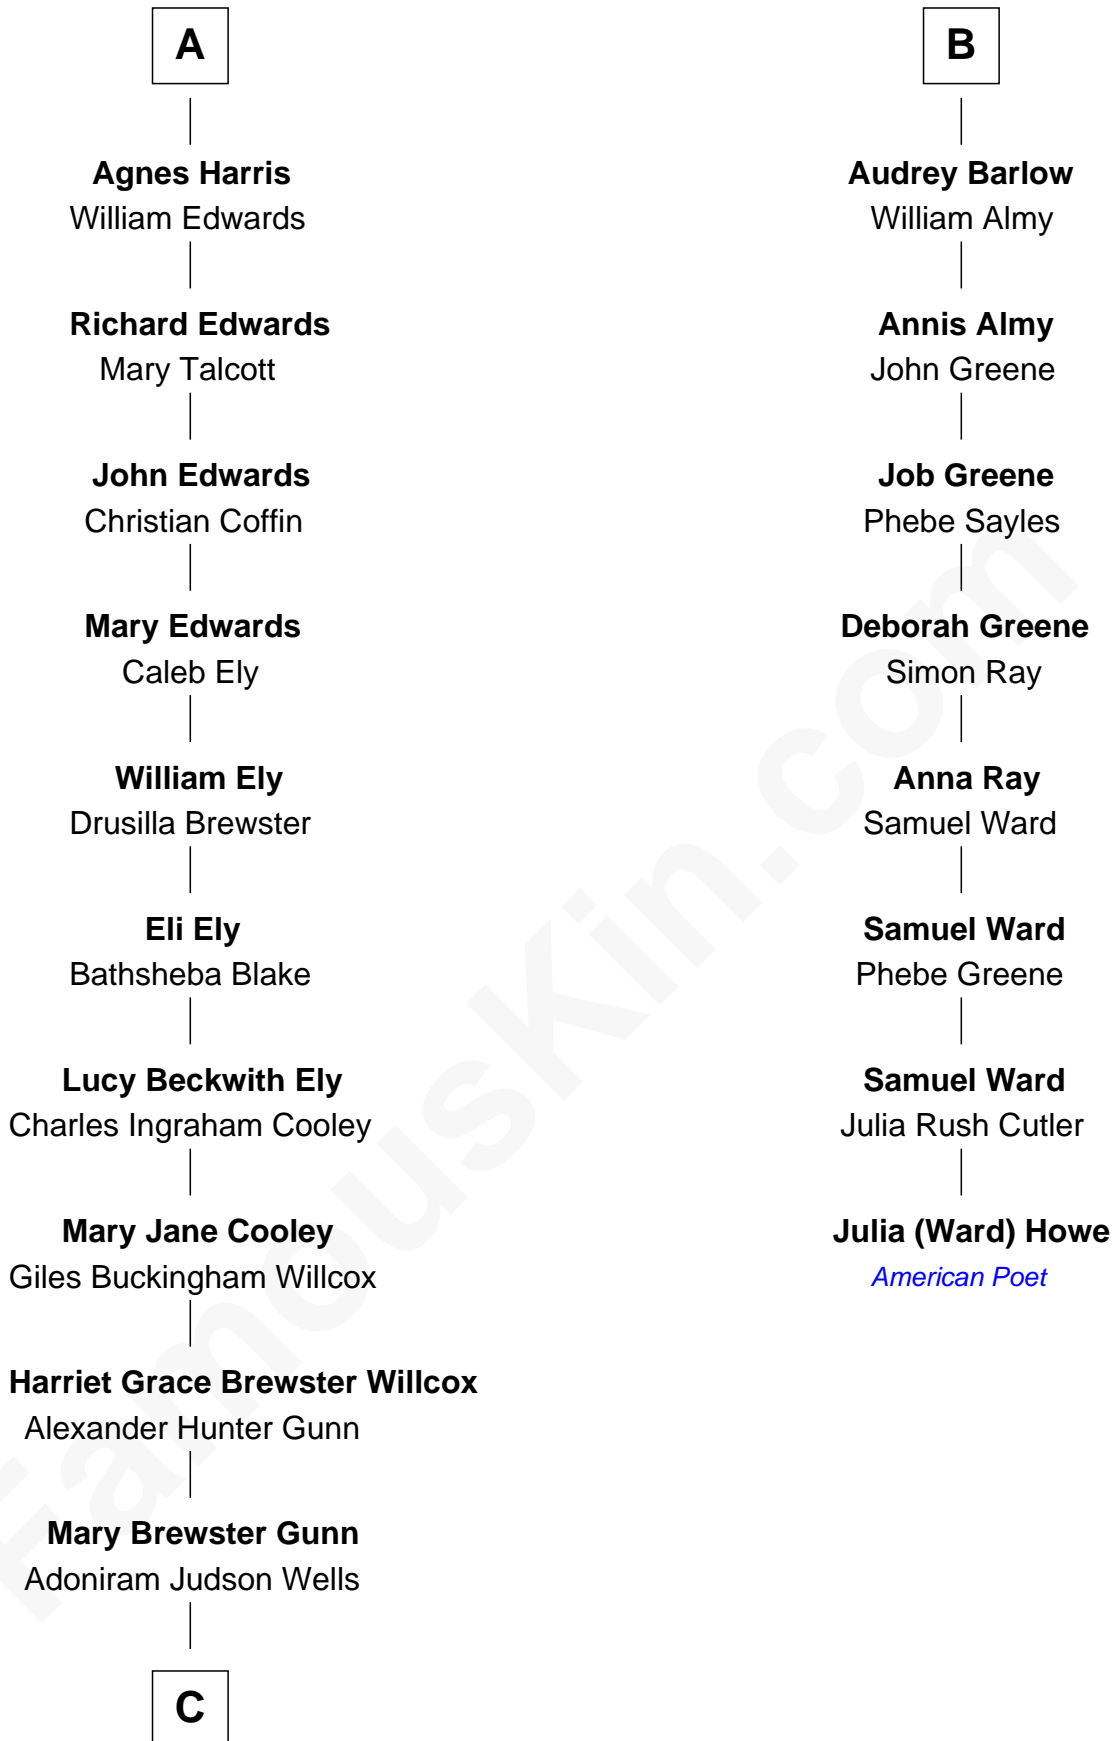 A
Agnes Harris
William Edwards
Richard Edwards
Mary Talcott
John Edwards
Christian Coffin
Mary Edwards
Caleb Ely
William Ely
Drusilla Brewster
Eli Ely
Bathsheba Blake
Lucy Beckwith Ely
Charles Ingraham Cooley
Mary Jane Cooley
Giles Buckingham Willcox
Harriet Grace Brewster Willcox
Alexander Hunter Gunn
Mary Brewster Gunn
Adoniram Judson Wells
C
B
Audrey Barlow
William Almy
Annis Almy
John Greene
Job Greene
Phebe Sayles
Deborah Greene
Simon Ray
Anna Ray
Samuel Ward
Samuel Ward
Phebe Greene
Samuel Ward
Julia Rush Cutler
Julia (Ward) Howe
American Poet
FamousKin.com